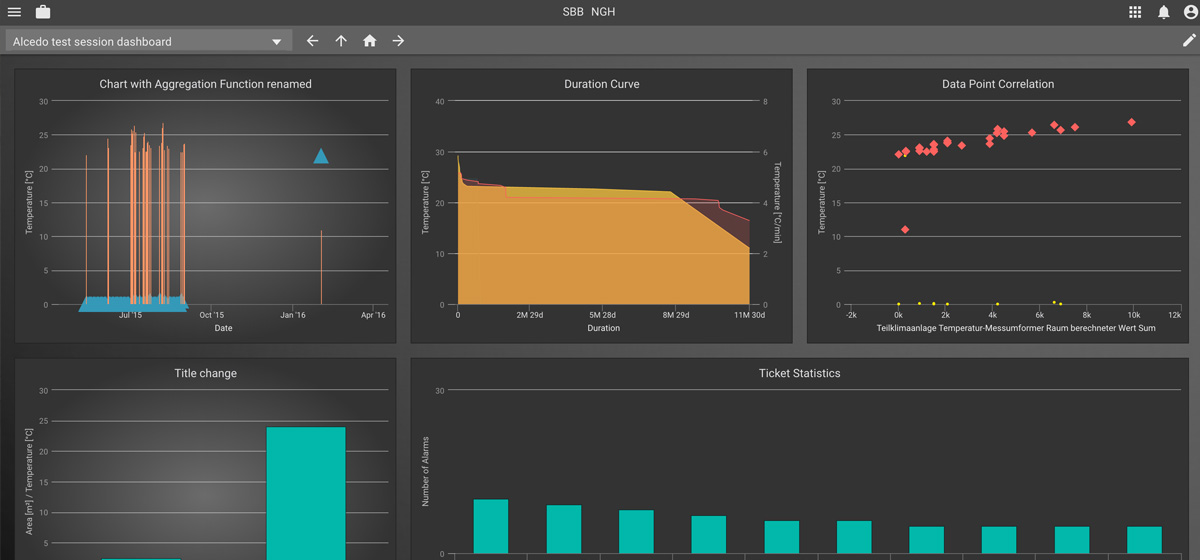 SBB NGH
Alcedo test session dashboard
Chart with Aggregation Function renamed
30
25
20
15
10
5
0
Temperature [°C]
Jul '15
Oct '15
Jan '16
Apr '16
Date
Duration Curve
40
30
20
10
0
Temperature [°C]
8
6
4
2
0
Temperature [°C/min]
0
2M 29d
5M 28d
8M 29d
11M 30d
Duration
Data Point Correlation
30
25
20
15
10
5
0
Temperature [°C]
-2k
0k
2k
4k
6k
8k
10k
12k
Teilklimaanlage Temperatur-Messumformer Raum berechneter Wert Sum
Title change
30
25
20
15
10
5
Area [m²] / Temperature [°C]
Ticket Statistics
30
0
Number of Alarms